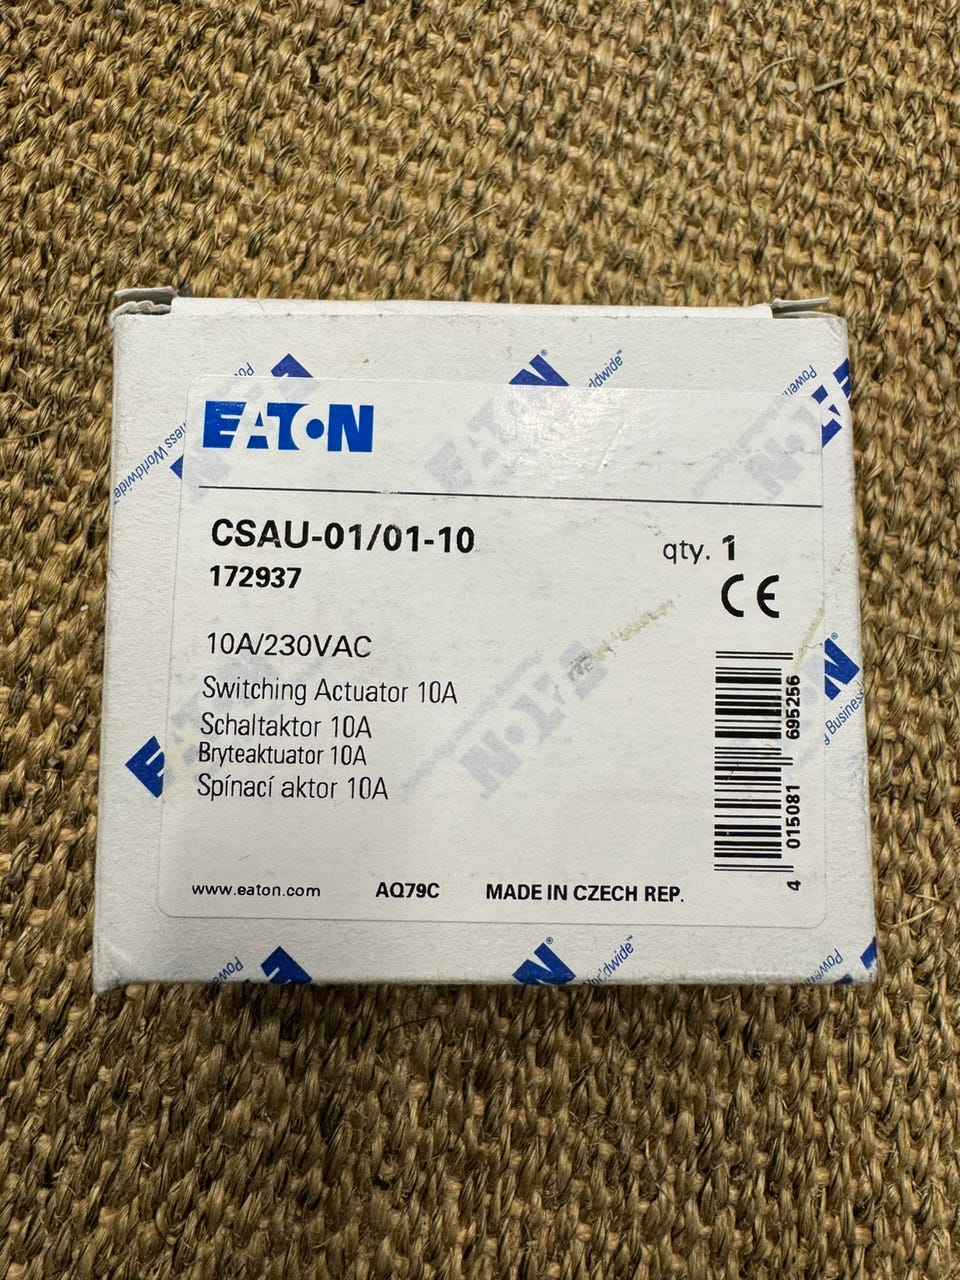 EATON
CSAU-01/01-10
qty. 1
172937
CE
10A/230VAC
Switching Actuator 10A
Schaltaktor 10A
Bryteaktuator 10A
Spínací aktor 10A
4 015081 695256
www.eaton.com AQ79C MADE IN CZECH REP.